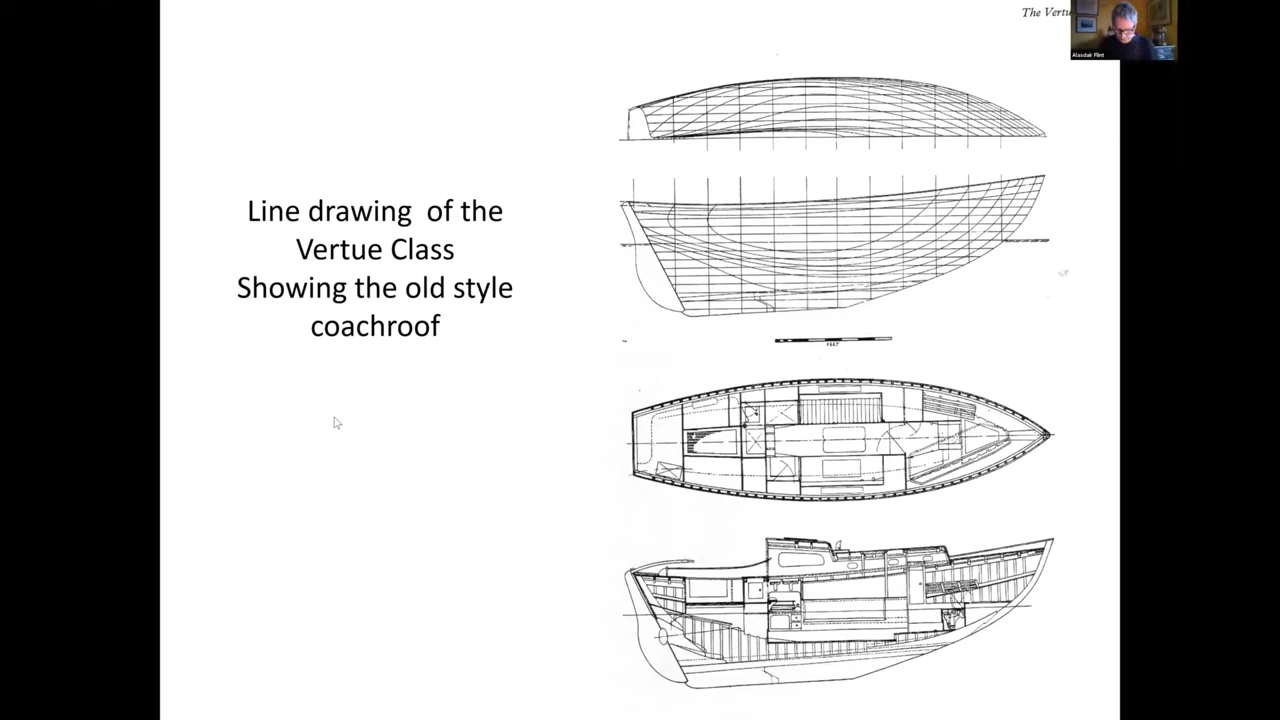 The Vertu
Alasdair Flint
Line drawing of the
Vertue Class
Showing the old style
coachroof
FEET